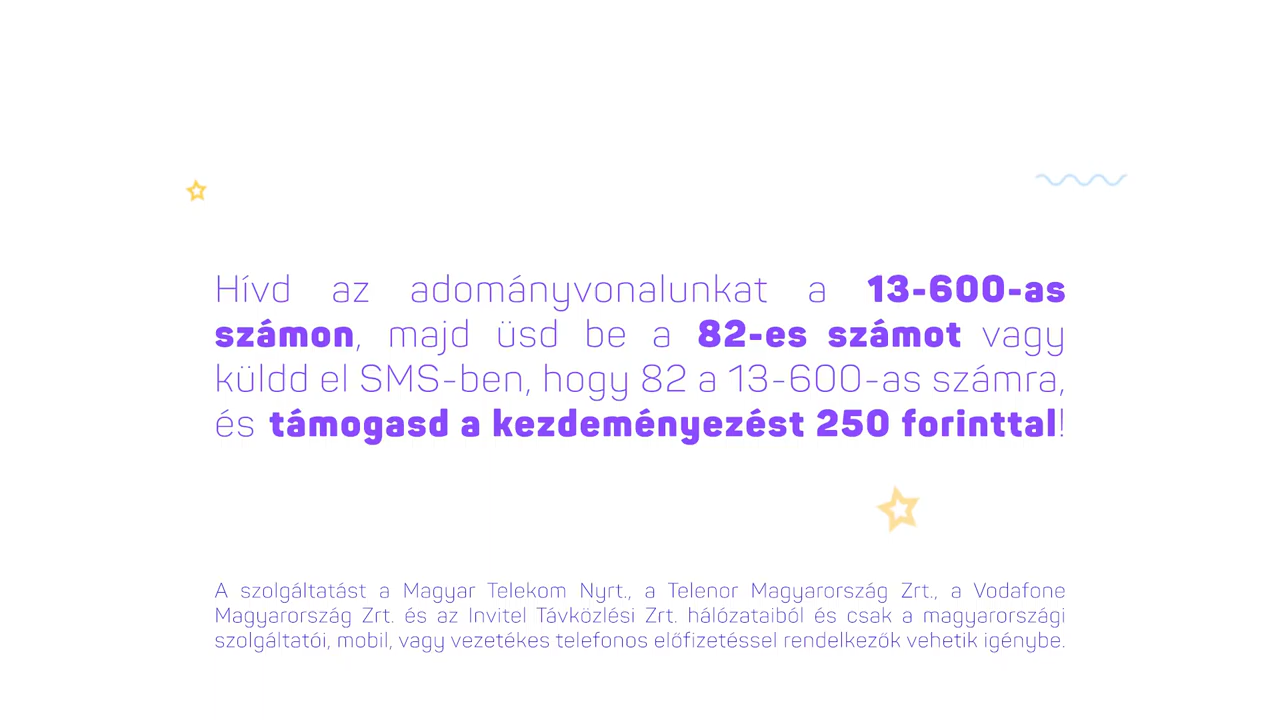 Hívd az adományvonalunkat a 13-600-as
számon, majd üsd be a 82-es számot vagy
küldd el SMS-ben, hogy 82 a 13-600-as számra,
és támogasd a kezdeményezést 250 forinttal!
A szolgáltatást a Magyar Telekom Nyrt., a Telenor Magyarország Zrt., a Vodafone
Magyarország Zrt. és az Invitel Távközlési Zrt. hálózataiból és csak a magyarországi
szolgáltatói, mobil, vagy vezetékes telefonos előfizetéssel rendelkezők vehetik igénybe.